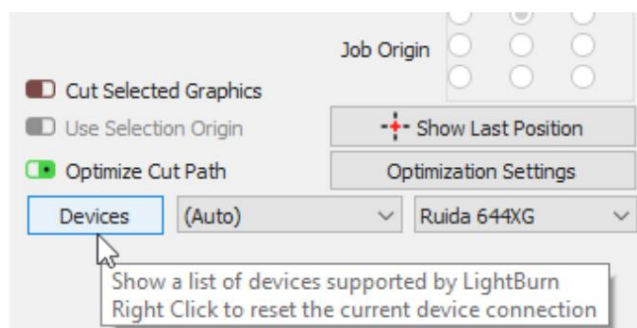 Job Origin
Cut Selected Graphics
Use Selection Origin
Show Last Position
Optimize Cut Path
Optimization Settings
Devices
(Auto)
Ruida 644XG
Show a list of devices supported by LightBurn
Right Click to reset the current device connection